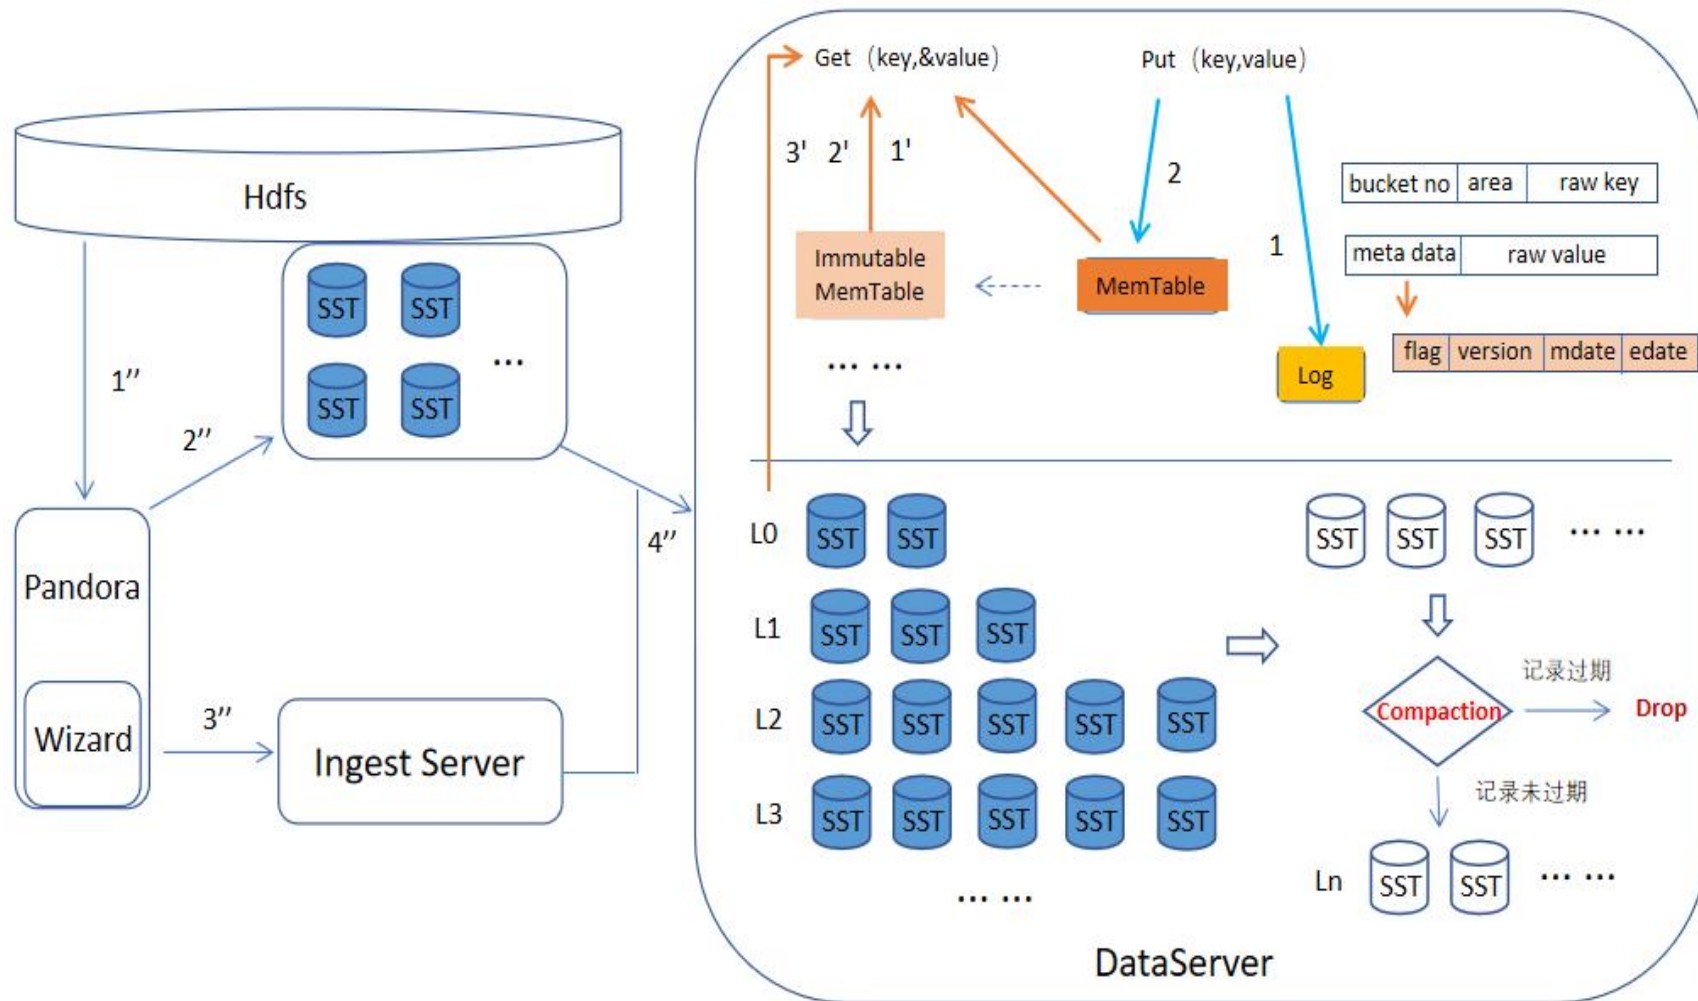 Get (key,&value)
Put (key,value)
Hdfs
3'
2'
1'
2
1
bucket no
area
raw key
meta data
raw value
flag
version
mdate
edate
Immutable
MemTable
MemTable
Log
... ...
SST
SST
SST
SST
...
1''
2''
3''
4''
Pandora
Wizard
Ingest Server
L0
SST
SST
L1
SST
SST
SST
L2
SST
SST
SST
SST
SST
L3
SST
SST
SST
SST
SST
... ...
SST
SST
SST
... ...
Compaction
记录过期
Drop
记录未过期
Ln
SST
SST
... ...
DataServer